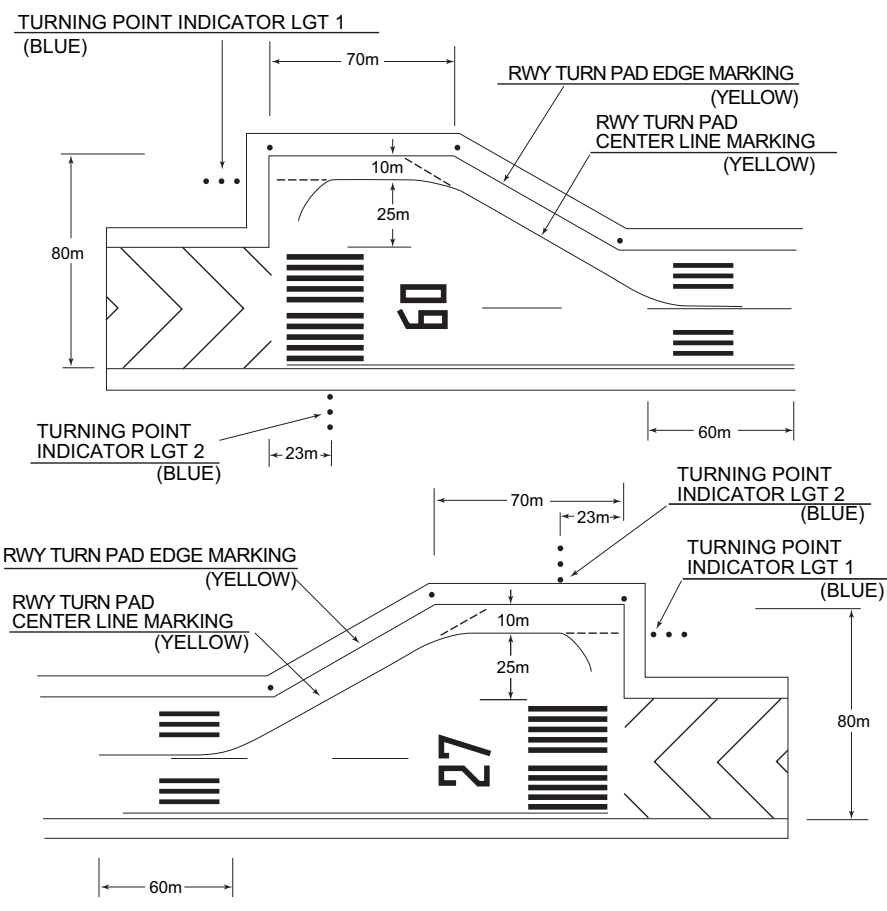 TURNING POINT INDICATOR LGT 1
(BLUE)
70m
RWY TURN PAD EDGE MARKING
(YELLOW)
RWY TURN PAD
CENTER LINE MARKING
(YELLOW)
10m
25m
80m
09
TURNING POINT
INDICATOR LGT 2
(BLUE)
23m
60m
TURNING POINT
INDICATOR LGT 2
(BLUE)
70m
23m
TURNING POINT
INDICATOR LGT 1
(BLUE)
RWY TURN PAD EDGE MARKING
(YELLOW)
RWY TURN PAD
CENTER LINE MARKING
(YELLOW)
10m
25m
80m
27
60m